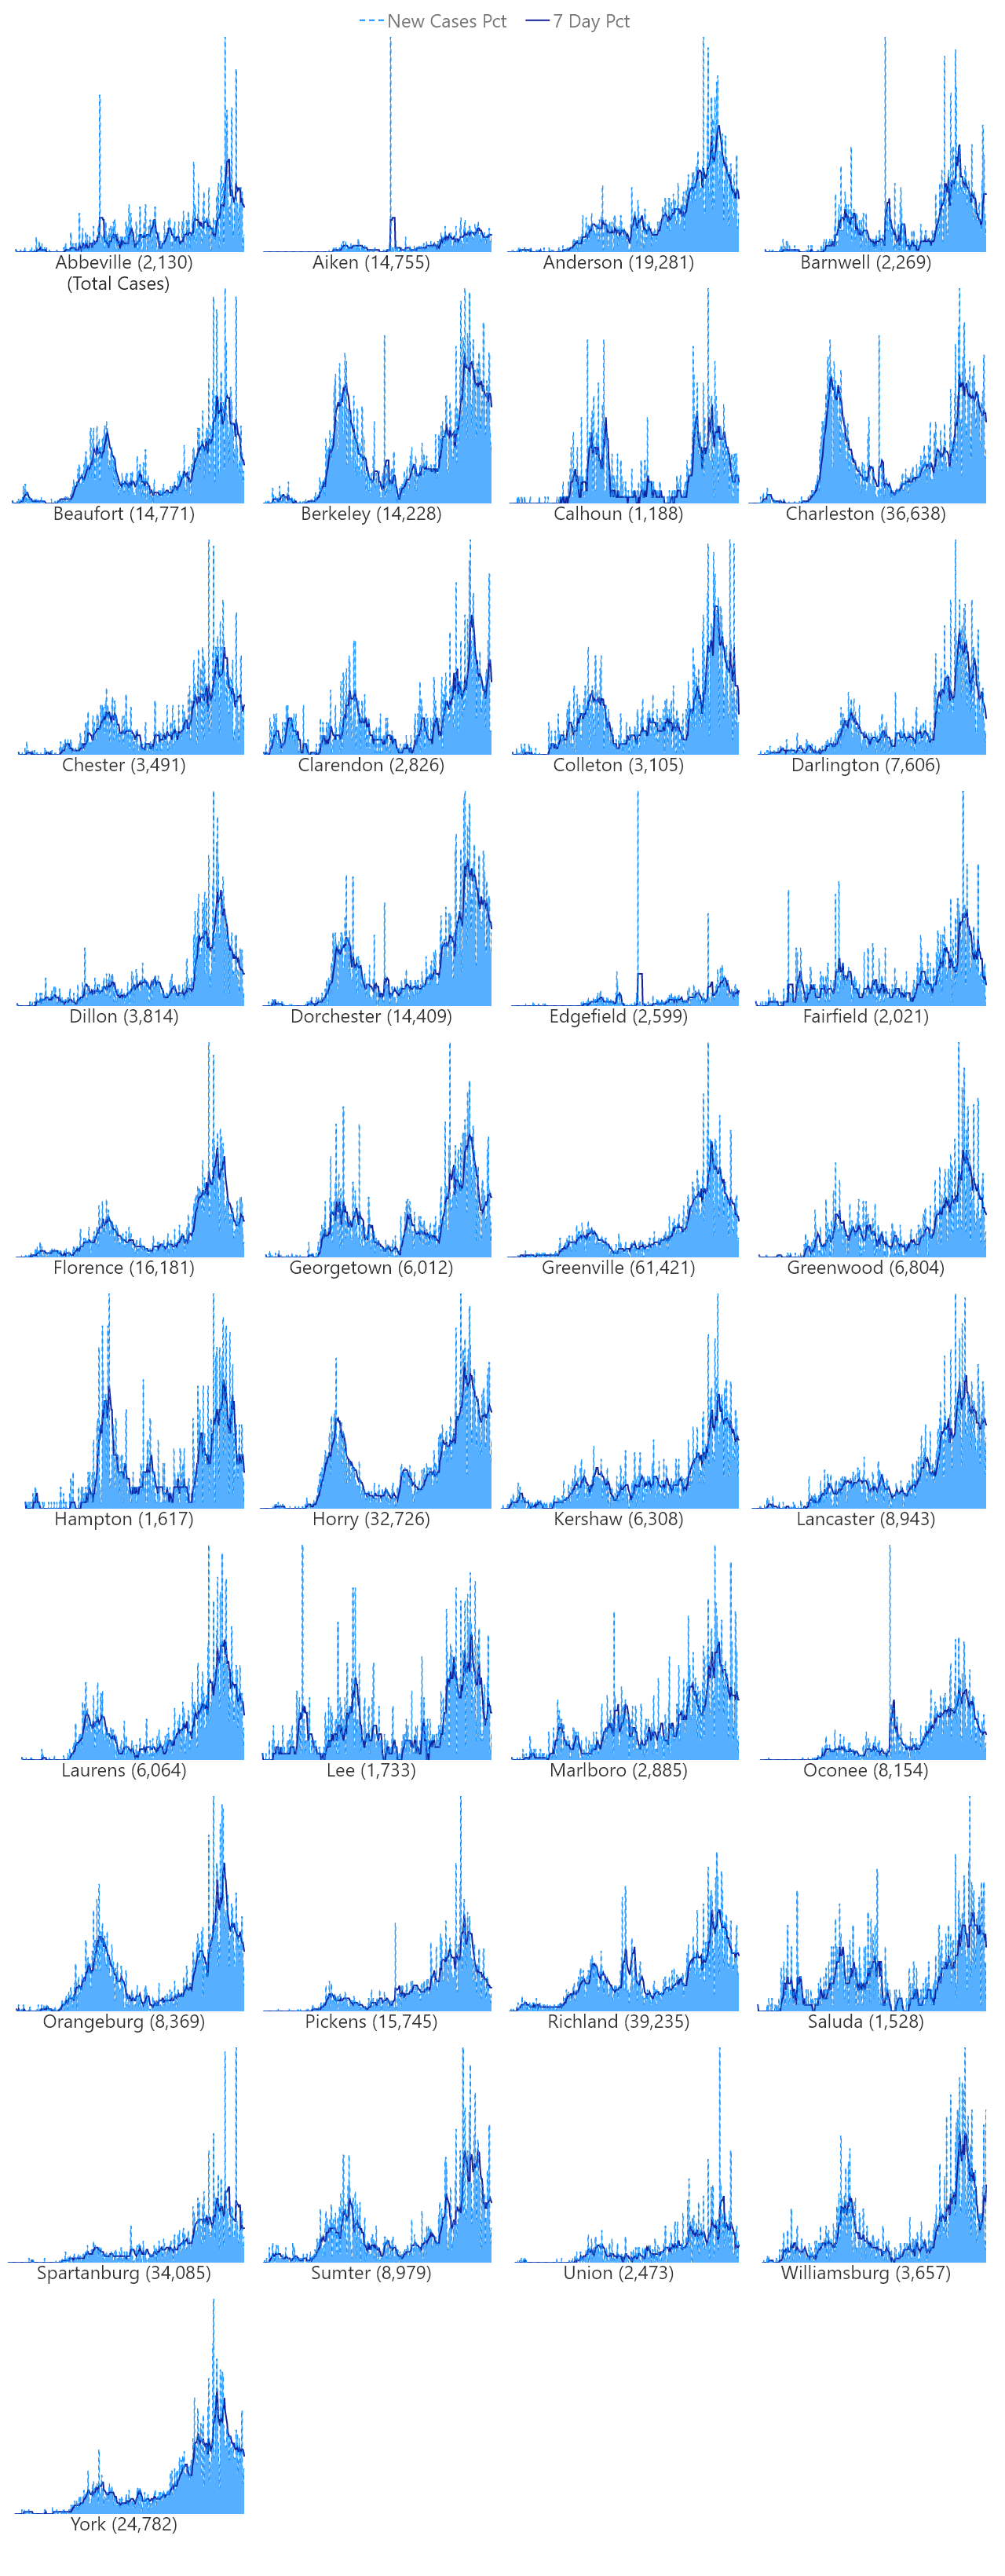 New Cases Pct 7 Day Pct
Abbeville (2,130) Aiken (14,755) Anderson (19,281) Barnwell (2,269)
(Total Cases)
Beaufort (14,771) Berkeley (14,228) Calhoun (1,188) Charleston (36,638)
Chester (3,491) Clarendon (2,826) Colleton (3,105) Darlington (7,606)
Dillon (3,814) Dorchester (14,409) Edgefield (2,599) Fairfield (2,021)
Florence (16,181) Georgetown (6,012) Greenville (61,421) Greenwood (6,804)
Hampton (1,617) Horry (32,726) Kershaw (6,308) Lancaster (8,943)
Laurens (6,064) Lee (1,733) Marlboro (2,885) Oconee (8,154)
Orangeburg (8,369) Pickens (15,745) Richland (39,235) Saluda (1,528)
Spartanburg (34,085) Sumter (8,979) Union (2,473) Williamsburg (3,657)
York (24,782)